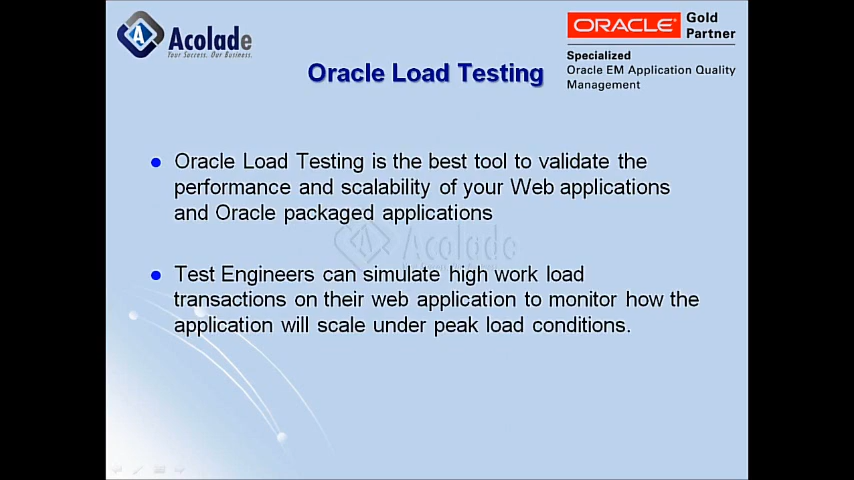 Acolade
Your Success. Our Business.
ORACLE
Gold
Partner
Specialized
Oracle EM Application Quality
Management
Oracle Load Testing
Oracle Load Testing is the best tool to validate the
performance and scalability of your Web applications
and Oracle packaged applications
Acolade
Test Engineers can simulate high work load
transactions on their web application to monitor how the
application will scale under peak load conditions.